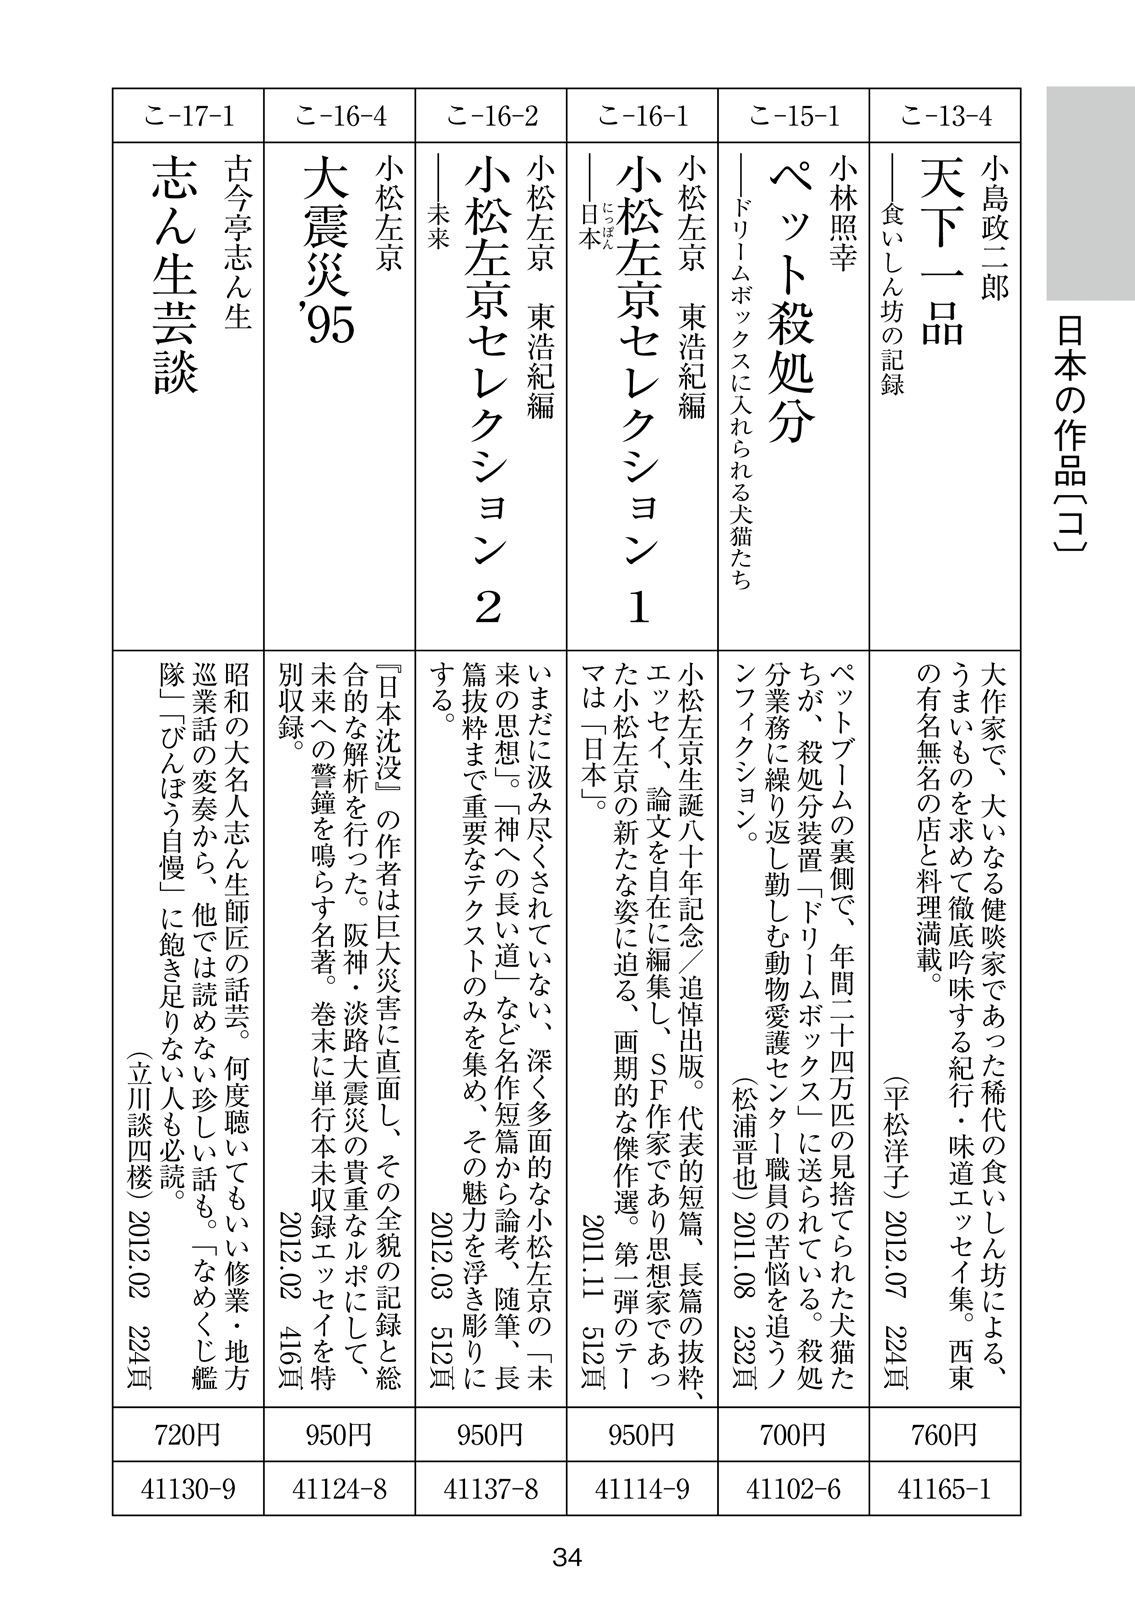 日本の作品〔コ〕
こ-13-4
小島政二郎
天下一品
――食いしん坊の記録
大作家で、大いなる健啖家であった稀代の食いしん坊による、
うまいものを求めて徹底吟味する紀行・味道エッセイ集。西東
の有名無名の店と料理満載。
（平松洋子）2012.07　224頁
760円
41165-1
こ-15-1
小林照幸
ペット殺処分
――ドリームボックスに入れられる犬猫たち
ペットブームの裏側で、年間二十四万匹の見捨てられた犬猫た
ちが、殺処分装置「ドリームボックス」に送られている。殺処
分業務に繰り返し勤しむ動物愛護センター職員の苦悩を追うノ
ンフィクション。
（松浦晋也）2011.08　232頁
700円
41102-6
こ-16-1
小松左京　東浩紀編
小松左京セレクション 1
――日本
にっぽん
小松左京生誕八十年記念／追悼出版。代表的短篇、長篇の抜粋、
エッセイ、論文を自在に編集し、ＳＦ作家であり思想家であっ
た小松左京の新たな姿に迫る、画期的な傑作選。第一弾のテー
マは「日本」。
2011.11　512頁
950円
41114-9
こ-16-2
小松左京　東浩紀編
小松左京セレクション 2
――未来
いまだに汲み尽くされていない、深く多面的な小松左京の「未
来の思想」。「神への長い道」など名作短篇から論考、随筆、長
篇抜粋まで重要なテクストのみを集め、その魅力を浮き彫りに
する。
2012.03　512頁
950円
41137-8
こ-16-4
小松左京
大震災’95
『日本沈没』の作者は巨大災害に直面し、その全貌の記録と総
合的な解析を行った。阪神・淡路大震災の貴重なルポにして、
未来への警鐘を鳴らす名著。巻末に単行本未収録エッセイを特
別収録。
2012.02　416頁
950円
41124-8
こ-17-1
古今亭志ん生
志ん生芸談
昭和の大名人志ん生師匠の話芸。何度聴いてもいい修業・地方
巡業話の変奏から、他では読めない珍しい話も。「なめくじ艦
隊」「びんぼう自慢」に飽き足りない人も必読。
（立川談四楼）2012.02　224頁
720円
41130-9
34